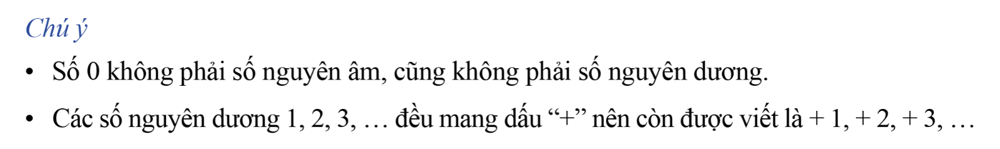 Chú ý
• Số 0 không phải số nguyên âm, cũng không phải số nguyên dương.
• Các số nguyên dương 1, 2, 3, … đều mang dấu “+” nên còn được viết là + 1, + 2, + 3, …